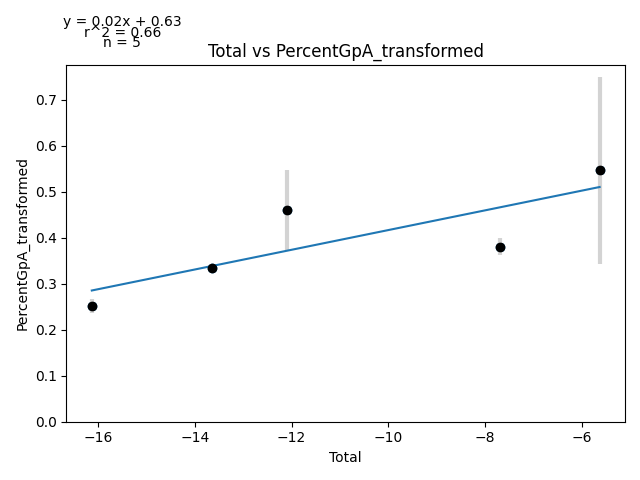 y = 0.02x + 0.63
r^2 = 0.66
n = 5
Total vs PercentGpA_transformed
PercentGpA_transformed
0.7
0.6
0.5
0.4
0.3
0.2
0.1
0.0
−16
−14
−12
−10
−8
−6
Total